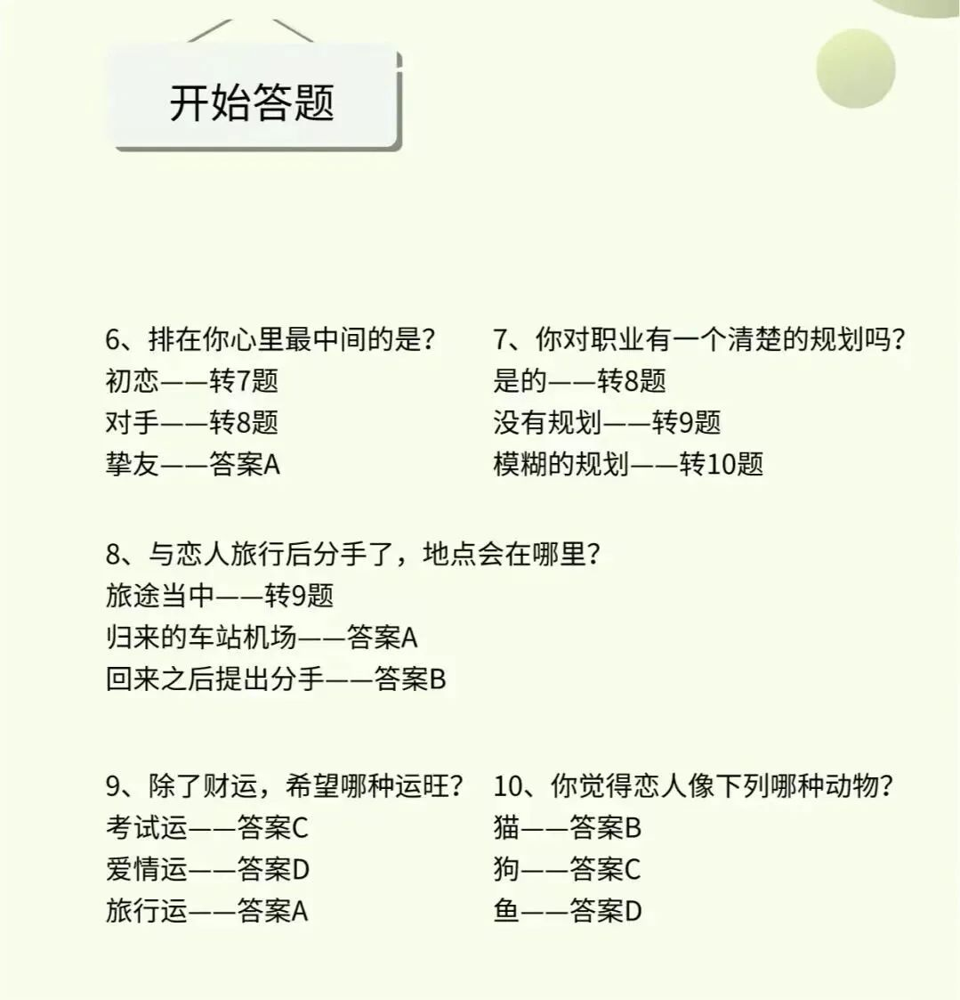 开始答题
6、排在你心里最中间的是？
初恋——转7题
对手——转8题
挚友——答案A
7、你对职业有一个清楚的规划吗？
是的——转8题
没有规划——转9题
模糊的规划——转10题
8、与恋人旅行后分手了，地点会在哪里？
旅途当中——转9题
归来的车站机场——答案A
回来之后提出分手——答案B
9、除了财运，希望哪种运旺？
考试运——答案C
爱情运——答案D
旅行运——答案A
10、你觉得恋人像下列哪种动物？
猫——答案B
狗——答案C
鱼——答案D